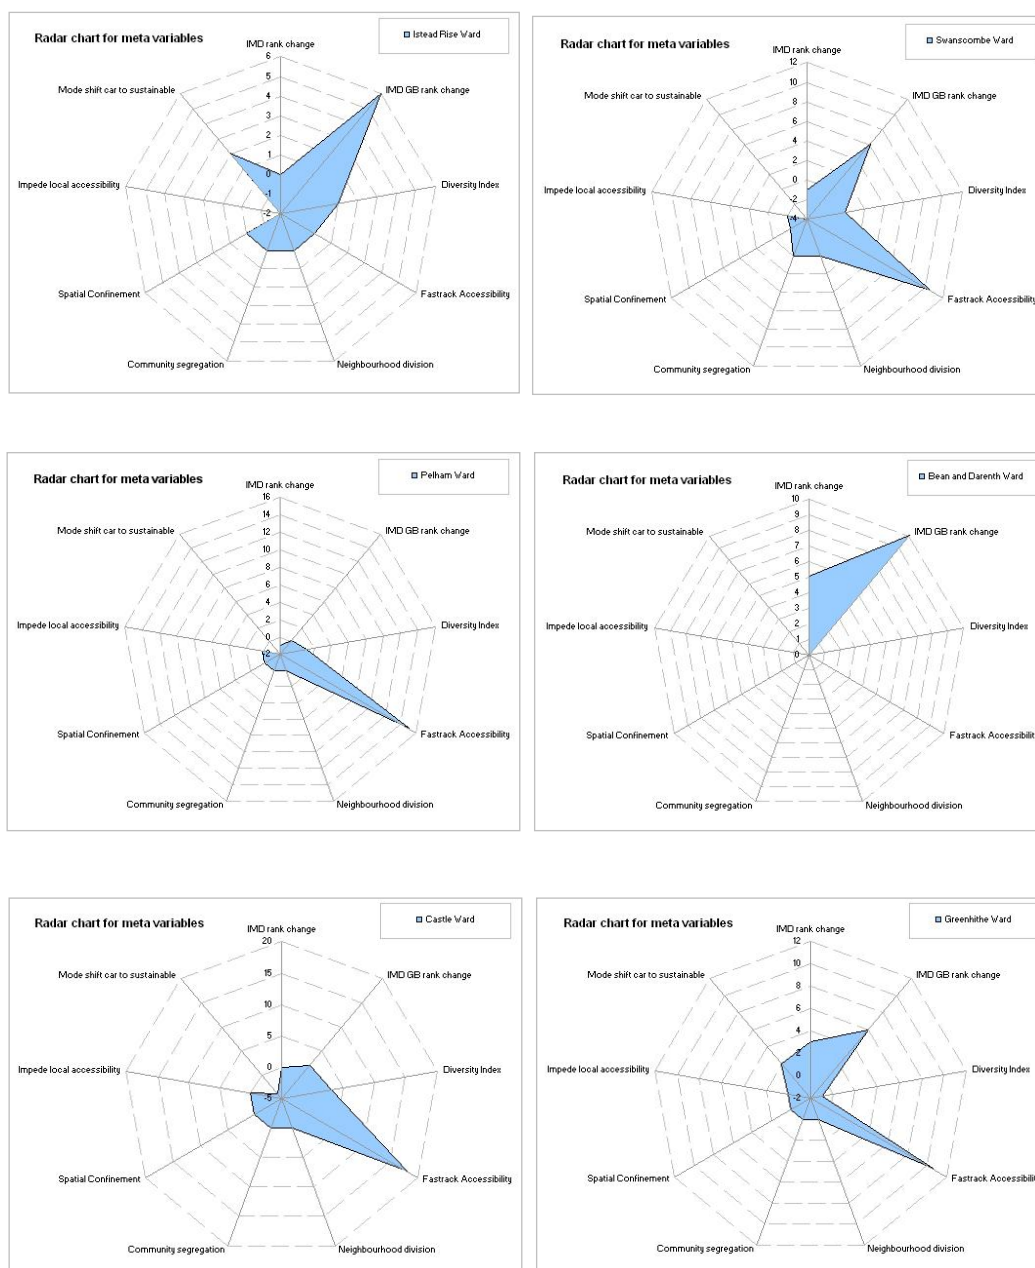 Radar chart for meta variables
Istead Rise Ward
IMD rank change
6
5
4
3
2
1
0
-1
-2
IMD GB rank change
Diversity Index
Fastrack Accessibility
Neighbourhood division
Community segregation
Spatial Confinement
Impede local accessibility
Mode shift car to sustainable
Radar chart for meta variables
Swanscombe Ward
IMD rank change
12
10
8
6
4
2
0
-2
-4
IMD GB rank change
Diversity Index
Fastrack Accessibility
Neighbourhood division
Community segregation
Spatial Confinement
Impede local accessibility
Mode shift car to sustainable
Radar chart for meta variables
Pelham Ward
IMD rank change
16
14
12
10
8
6
4
2
0
-2
IMD GB rank change
Diversity Index
Fastrack Accessibility
Neighbourhood division
Community segregation
Spatial Confinement
Impede local accessibility
Mode shift car to sustainable
Radar chart for meta variables
Bean and Darenth Ward
IMD rank change
10
9
8
7
6
5
4
3
2
1
0
IMD GB rank change
Diversity Index
Fastrack Accessibility
Neighbourhood division
Community segregation
Spatial Confinement
Impede local accessibility
Mode shift car to sustainable
Radar chart for meta variables
Castle Ward
IMD rank change
20
15
10
5
0
-5
IMD GB rank change
Diversity Index
Fastrack Accessibility
Neighbourhood division
Community segregation
Spatial Confinement
Impede local accessibility
Mode shift car to sustainable
Radar chart for meta variables
Greenhithe Ward
IMD rank change
12
10
8
6
4
2
0
-2
IMD GB rank change
Diversity Index
Fastrack Accessibility
Neighbourhood division
Community segregation
Spatial Confinement
Impede local accessibility
Mode shift car to sustainable